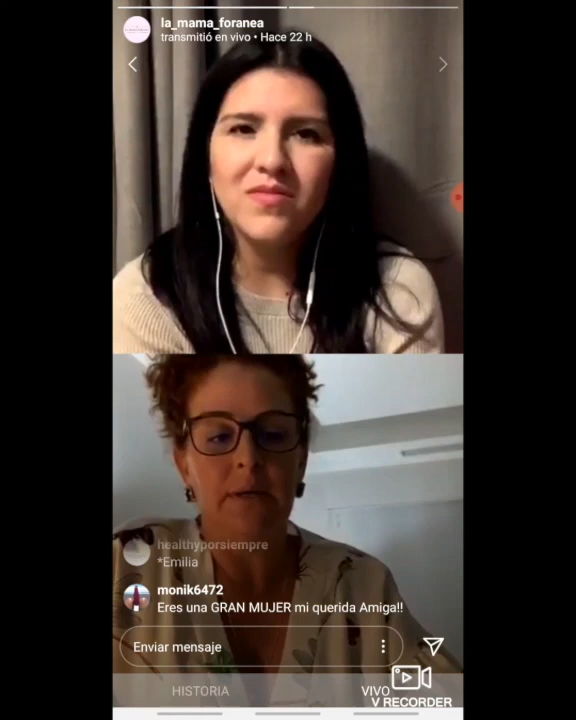 la_mama_foranea
transmitió en vivo • Hace 22 h
healthyporsiempre
*Emilia
monik6472
Eres una GRAN MUJER mi querida Amiga!!
Enviar mensaje
HISTORIA
VIVO
V RECORDER